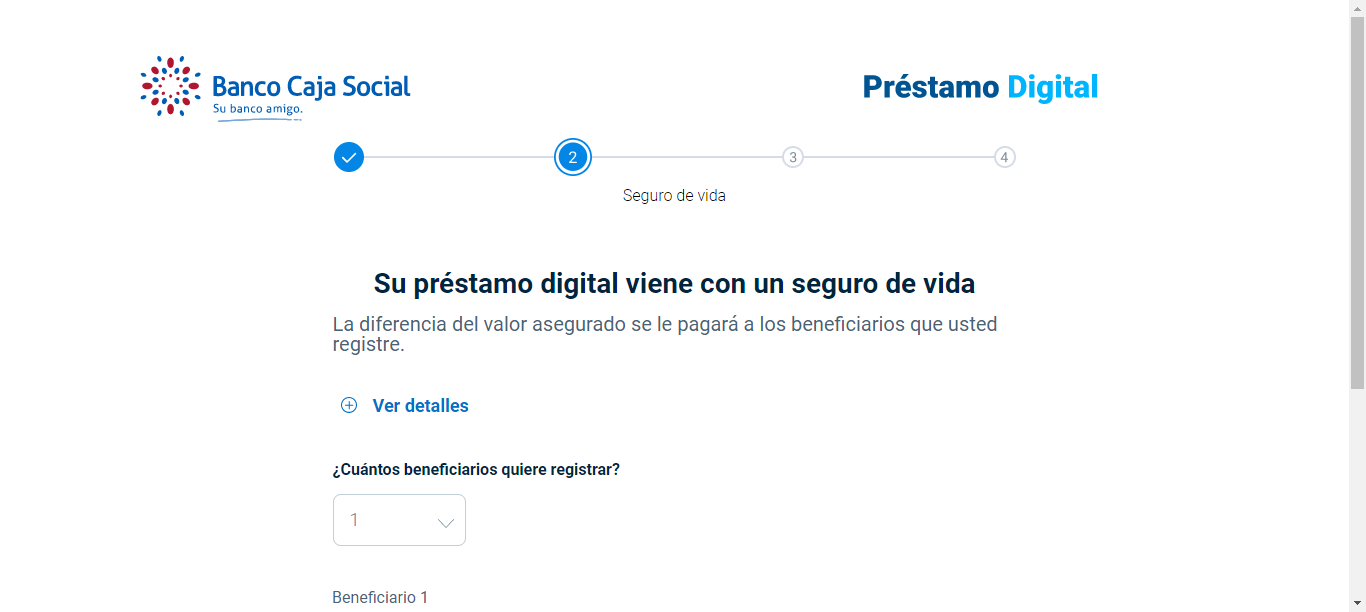 Banco Caja Social
Su banco amigo.
Préstamo Digital
2
3
4
Seguro de vida
Su préstamo digital viene con un seguro de vida
La diferencia del valor asegurado se le pagará a los beneficiarios que usted
registre.
Ver detalles
¿Cuántos beneficiarios quiere registrar?
1
Beneficiario 1